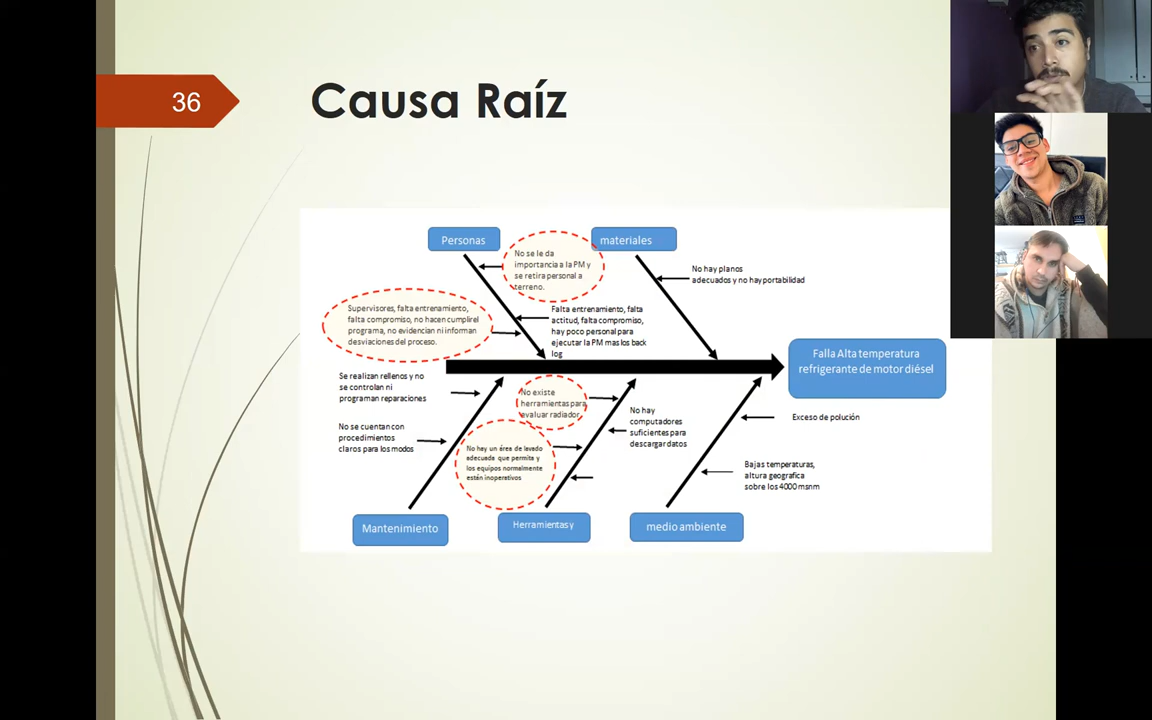 36
Causa Raíz
Personas
No se le da
importancia a la PM y
se retira personal a
terreno.
materiales
No hay planos
adecuados y no hay portabilidad
Supervisores, falta entrenamiento,
falta compromiso, no hacen cumplirel
programa, no evidencian ni informan
desviaciones del proceso.
Falta entrenamiento, falta
actitud, falta compromiso,
hay poco personal para
ejecutar la PM mas los back
log
Falla Alta temperatura
refrigerante de motor diésel
Se realizan rellenos y no
se controlan ni
programan reparaciones
No existe
herramientas para
evaluar radiador
No se cuentan con
procedimientos
claros para los modos
No hay un área de lavado
adecuada que permita y
los equipos normalmente
están inoperativos
No hay
computadores
suficientes para
descargar datos
Exceso de polución
Bajas temperaturas,
altura geografica
sobre los 4000 msnm
Mantenimiento
Herramientas y
medio ambiente